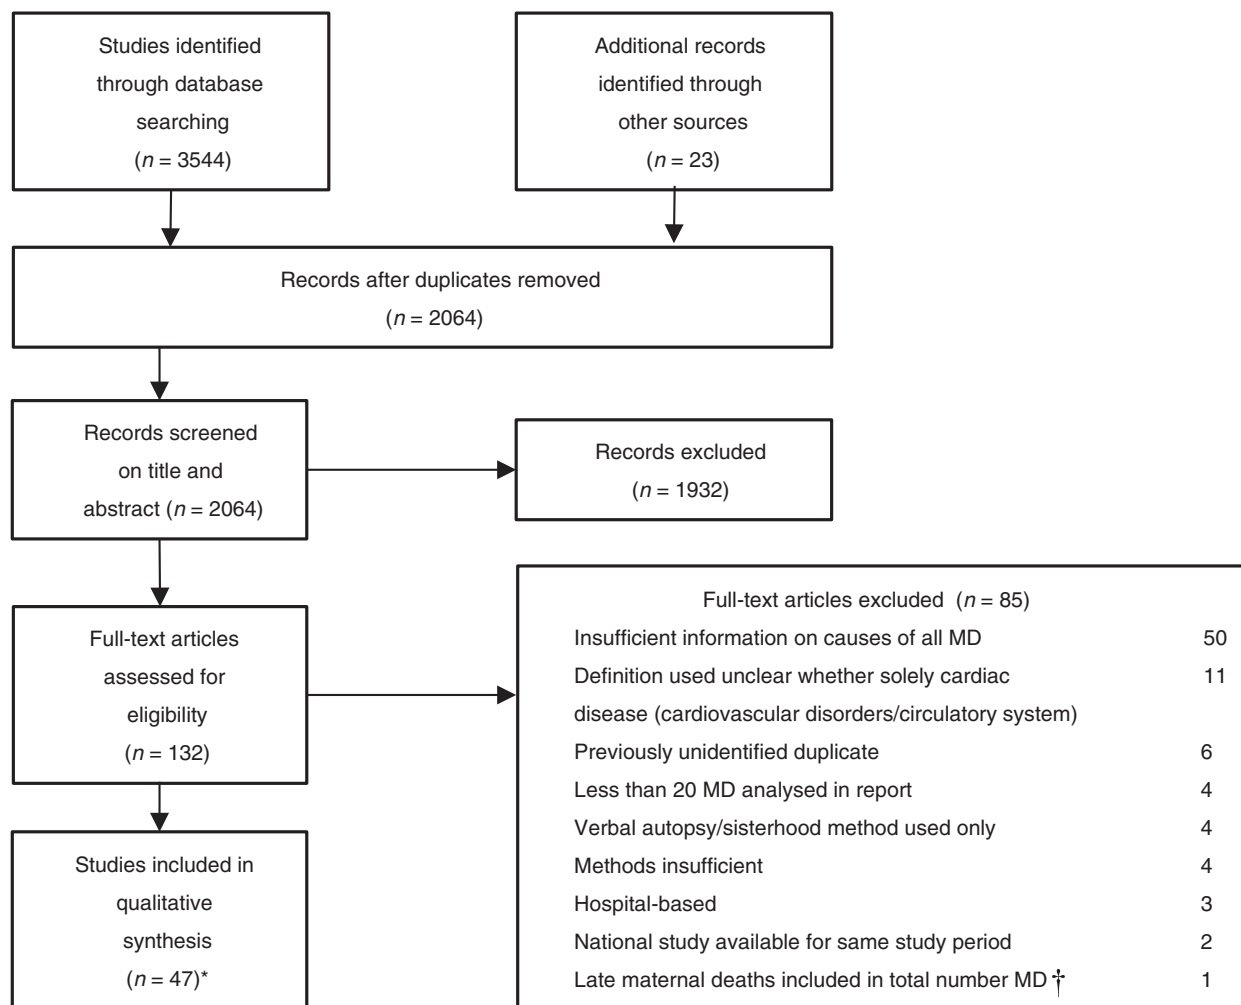 Studies identified
through database
searching
(n = 3544)
Additional records
identified through
other sources
(n = 23)
Records after duplicates removed
(n = 2064)
Records screened
on title and
abstract (n = 2064)
Records excluded
(n = 1932)
Full-text articles
assessed for
eligibility
(n = 132)
Full-text articles excluded (n = 85)
Insufficient information on causes of all MD 50
Definition used unclear whether solely cardiac 11
disease (cardiovascular disorders/circulatory system)
Previously unidentified duplicate 6
Less than 20 MD analysed in report 4
Verbal autopsy/sisterhood method used only 4
Methods insufficient 4
Hospital-based 3
National study available for same study period 2
Late maternal deaths included in total number MD† 1
Studies included in
qualitative
synthesis
(n = 47)*